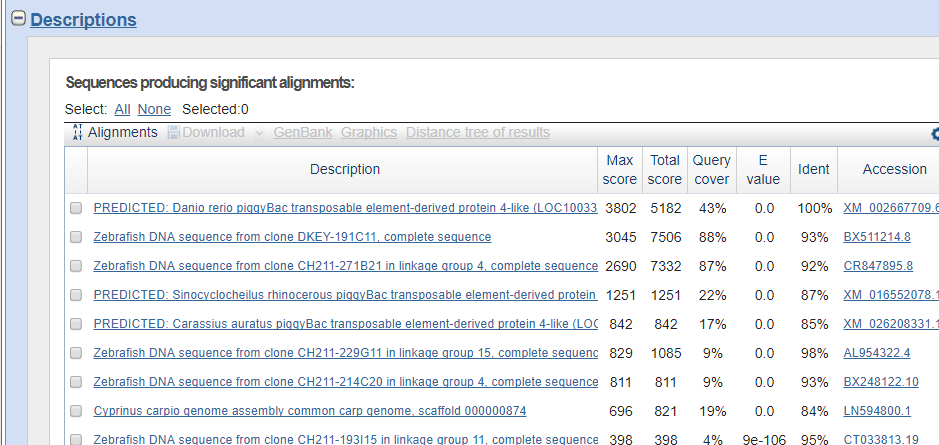 Descriptions
Sequences producing significant alignments:
Select: All None Selected:0
Alignments Download GenBank Graphics Distance tree of results
Description Max score Total score Query cover E value Ident Accession
PREDICTED: Danio rerio piggyBac transposable element-derived protein 4-like (LOC10033 3802 5182 43% 0.0 100% XM_002667709.6
Zebrafish DNA sequence from clone DKEY-191C11, complete sequence 3045 7506 88% 0.0 93% BX511214.8
Zebrafish DNA sequence from clone CH211-271B21 in linkage group 4, complete sequence 2690 7332 87% 0.0 92% CR847895.8
PREDICTED: Sinocyclocheilus rhinocerous piggyBac transposable element-derived protein 1251 1251 22% 0.0 87% XM_016552078.1
PREDICTED: Carassius auratus piggyBac transposable element-derived protein 4-like (LOC 842 842 17% 0.0 85% XM_026208331.1
Zebrafish DNA sequence from clone CH211-229G11 in linkage group 15, complete sequenc 829 1085 9% 0.0 98% AL954322.4
Zebrafish DNA sequence from clone CH211-214C20 in linkage group 4, complete sequence 811 811 9% 0.0 93% BX248122.10
Cyprinus carpio genome assembly common carp genome, scaffold 000000874 696 821 19% 0.0 84% LN594800.1
Zebrafish DNA sequence from clone CH211-193I15 in linkage group 11, complete sequenc 398 398 4% 9e-106 95% CT033813.19